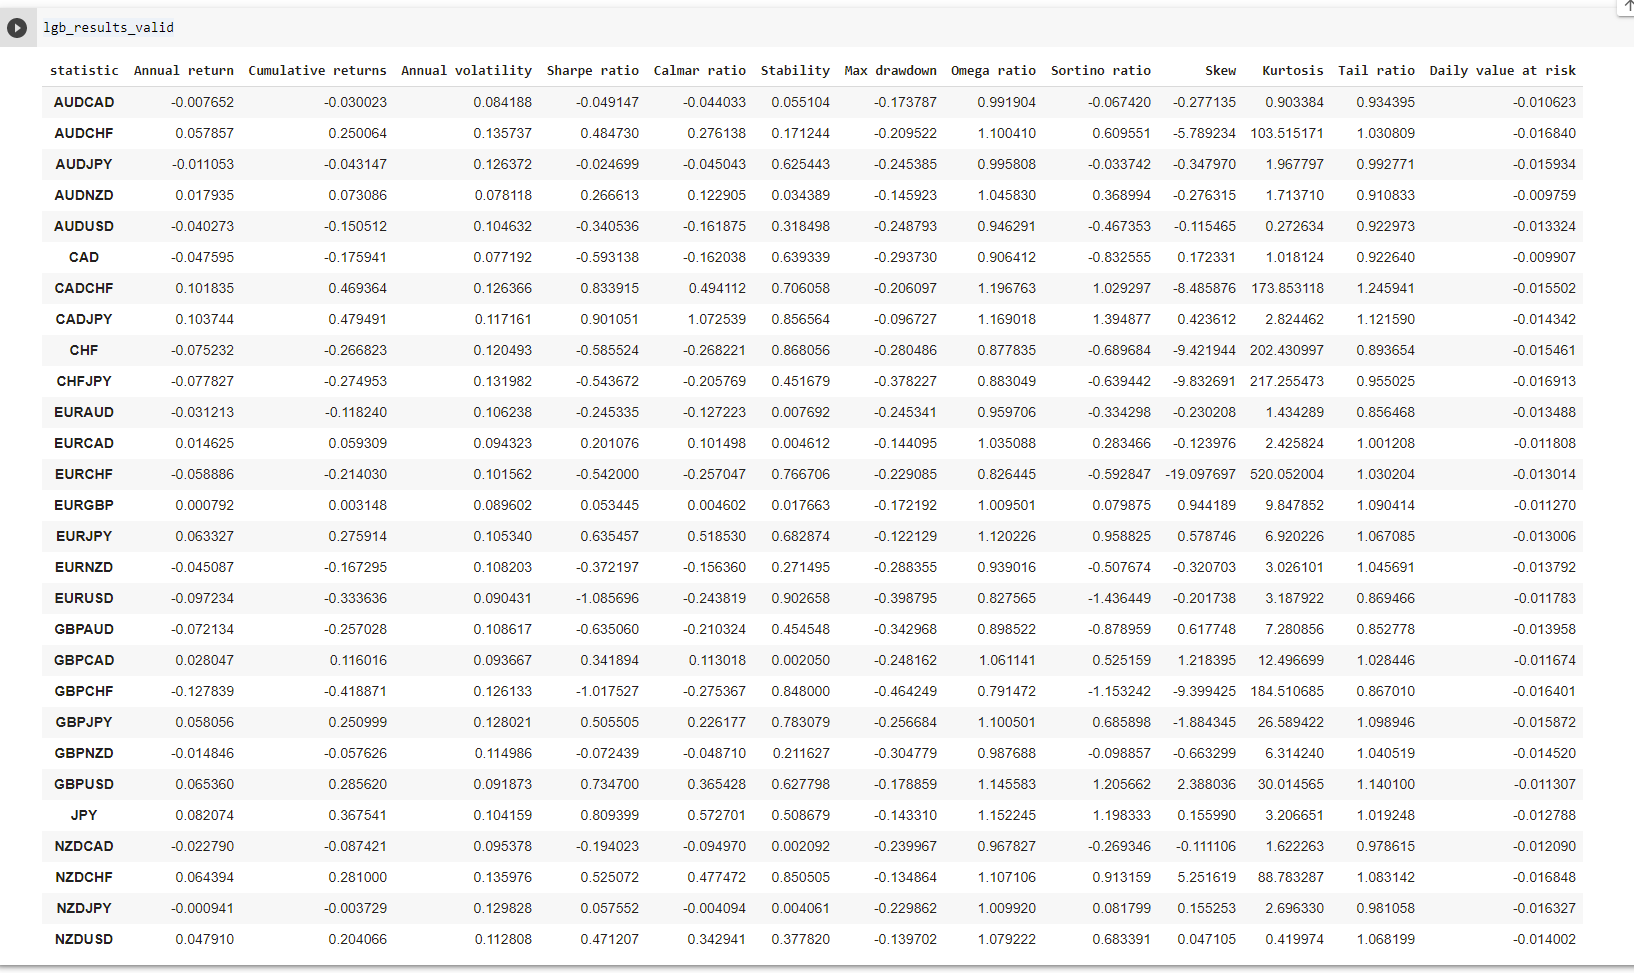 lgb_results_valid
statistic Annual return Cumulative returns Annual volatility Sharpe ratio Calmar ratio Stability Max drawdown Omega ratio Sortino ratio Skew Kurtosis Tail ratio Daily value at risk
AUDCAD -0.007652 -0.030023 0.084188 -0.049147 -0.044033 0.055104 -0.173787 0.991904 -0.067420 -0.277135 0.903384 0.934395 -0.010623
AUDCHF 0.057857 0.250064 0.135737 0.484730 0.276138 0.171244 -0.209522 1.100410 0.609551 -5.789234 103.515171 1.030809 -0.016840
AUDJPY -0.011053 -0.043147 0.126372 -0.024699 -0.045043 0.625443 -0.245385 0.995808 -0.033742 -0.347970 1.967797 0.992771 -0.015934
AUDNZD 0.017935 0.073086 0.078118 0.266613 0.122905 0.034389 -0.145923 1.045830 0.368994 -0.276315 1.713710 0.910833 -0.009759
AUDUSD -0.040273 -0.150512 0.104632 -0.340536 -0.161875 0.318498 -0.248793 0.946291 -0.467353 -0.115465 0.272634 0.922973 -0.013324
CAD -0.047595 -0.175941 0.077192 -0.593138 -0.162038 0.639339 -0.293730 0.906412 -0.832555 0.172331 1.018124 0.922640 -0.009907
CADCHF 0.101835 0.469364 0.126366 0.833915 0.494112 0.706058 -0.206097 1.196763 1.029297 -8.485876 173.853118 1.245941 -0.015502
CADJPY 0.103744 0.479491 0.117161 0.901051 1.072539 0.856564 -0.096727 1.169018 1.394877 0.423612 2.824462 1.121590 -0.014342
CHF -0.075232 -0.266823 0.120493 -0.585524 -0.268221 0.868056 -0.280486 0.877835 -0.689684 -9.421944 202.430997 0.893654 -0.015461
CHFJPY -0.077827 -0.274953 0.131982 -0.543672 -0.205769 0.451679 -0.378227 0.883049 -0.639442 -9.832691 217.255473 0.955025 -0.016913
EURAUD -0.031213 -0.118240 0.106238 -0.245335 -0.127223 0.007692 -0.245341 0.959706 -0.334298 -0.230208 1.434289 0.856468 -0.013488
EURCAD 0.014625 0.059309 0.094323 0.201076 0.101498 0.004612 -0.144095 1.035088 0.283466 -0.123976 2.425824 1.001208 -0.011808
EURCHF -0.058886 -0.214030 0.101562 -0.542000 -0.257047 0.766706 -0.229085 0.826445 -0.592847 -19.097697 520.052004 1.030204 -0.013014
EURGBP 0.000792 0.003148 0.089602 0.053445 0.004602 0.017663 -0.172192 1.009501 0.079875 0.944189 9.847852 1.090414 -0.011270
EURJPY 0.063327 0.275914 0.105340 0.635457 0.518530 0.682874 -0.122129 1.120226 0.958825 0.578746 6.920226 1.067085 -0.013006
EURNZD -0.045087 -0.167295 0.108203 -0.372197 -0.156360 0.271495 -0.288355 0.939016 -0.507674 -0.320703 3.026101 1.045691 -0.013792
EURUSD -0.097234 -0.333636 0.090431 -1.085696 -0.243819 0.902658 -0.398795 0.827565 -1.436449 -0.201738 3.187922 0.869466 -0.011783
GBPAUD -0.072134 -0.257028 0.108617 -0.635060 -0.210324 0.454548 -0.342968 0.898522 -0.878959 0.617748 7.280856 0.852778 -0.013958
GBPCAD 0.028047 0.116016 0.093667 0.341894 0.113018 0.002050 -0.248162 1.061141 0.525159 1.218395 12.496699 1.028446 -0.011674
GBPCHF -0.127839 -0.418871 0.126133 -1.017527 -0.275367 0.848000 -0.464249 0.791472 -1.153242 -9.399425 184.510685 0.867010 -0.016401
GBPJPY 0.058056 0.250999 0.128021 0.505505 0.226177 0.783079 -0.256684 1.100501 0.685898 -1.884345 26.589422 1.098946 -0.015872
GBPNZD -0.014846 -0.057626 0.114986 -0.072439 -0.048710 0.211627 -0.304779 0.987688 -0.098857 -0.663299 6.314240 1.040519 -0.014520
GBPUSD 0.065360 0.285620 0.091873 0.734700 0.365428 0.627798 -0.178859 1.145583 1.205662 2.388036 30.014565 1.140100 -0.011307
JPY 0.082074 0.367541 0.104159 0.809399 0.572701 0.508679 -0.143310 1.152245 1.198333 0.155990 3.206651 1.019248 -0.012788
NZDCAD -0.022790 -0.087421 0.095378 -0.194023 -0.094970 0.002092 -0.239967 0.967827 -0.269346 -0.111106 1.622263 0.978615 -0.012090
NZDCHF 0.064394 0.281000 0.135976 0.525072 0.477472 0.850505 -0.134864 1.107106 0.913159 5.251619 88.783287 1.083142 -0.016848
NZDJPY -0.000941 -0.003729 0.129828 0.057552 -0.004094 0.004061 -0.229862 1.009920 0.081799 0.155253 2.696330 0.981058 -0.016327
NZDUSD 0.047910 0.204066 0.112808 0.471207 0.342941 0.377820 -0.139702 1.079222 0.683391 0.047105 0.419974 1.068199 -0.014002